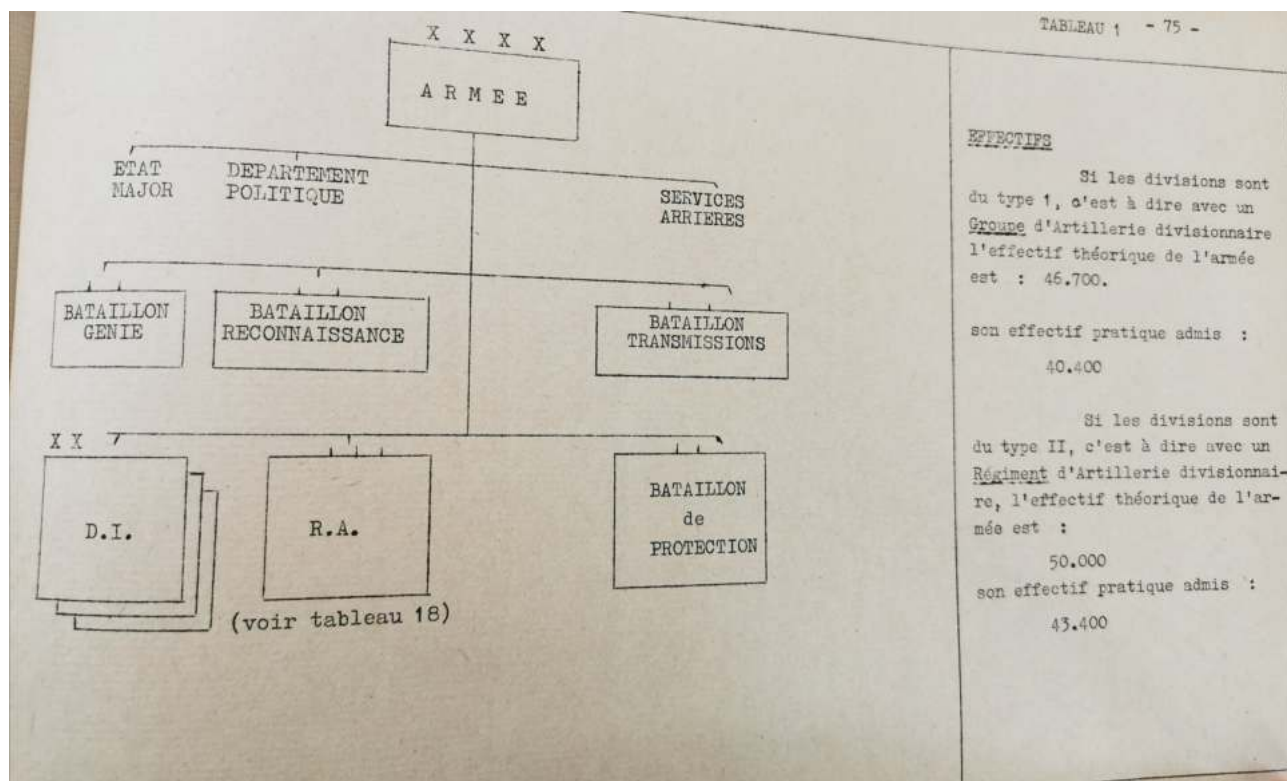 TABLEAU 1 - 75 -
X X X X
A R M E E
ETAT
MAJOR
DEPARTEMENT
POLITIQUE
SERVICES
ARRIERES
BATAILLON
GENIE
BATAILLON
RECONNAISSANCE
BATAILLON
TRANSMISSIONS
X X
D.I.
R.A.
(voir tableau 18)
BATAILLON
de
PROTECTION
EFFECTIFS
Si les divisions sont
du type 1, c'est à dire avec un
Groupe d'Artillerie divisionnaire
l'effectif théorique de l'armée
est : 46.700.
son effectif pratique admis :
40.400
Si les divisions sont
du type II, c'est à dire avec un
Régiment d'Artillerie divisionnai-
re, l'effectif théorique de l'ar-
mée est :
50.000
son effectif pratique admis :
43.400